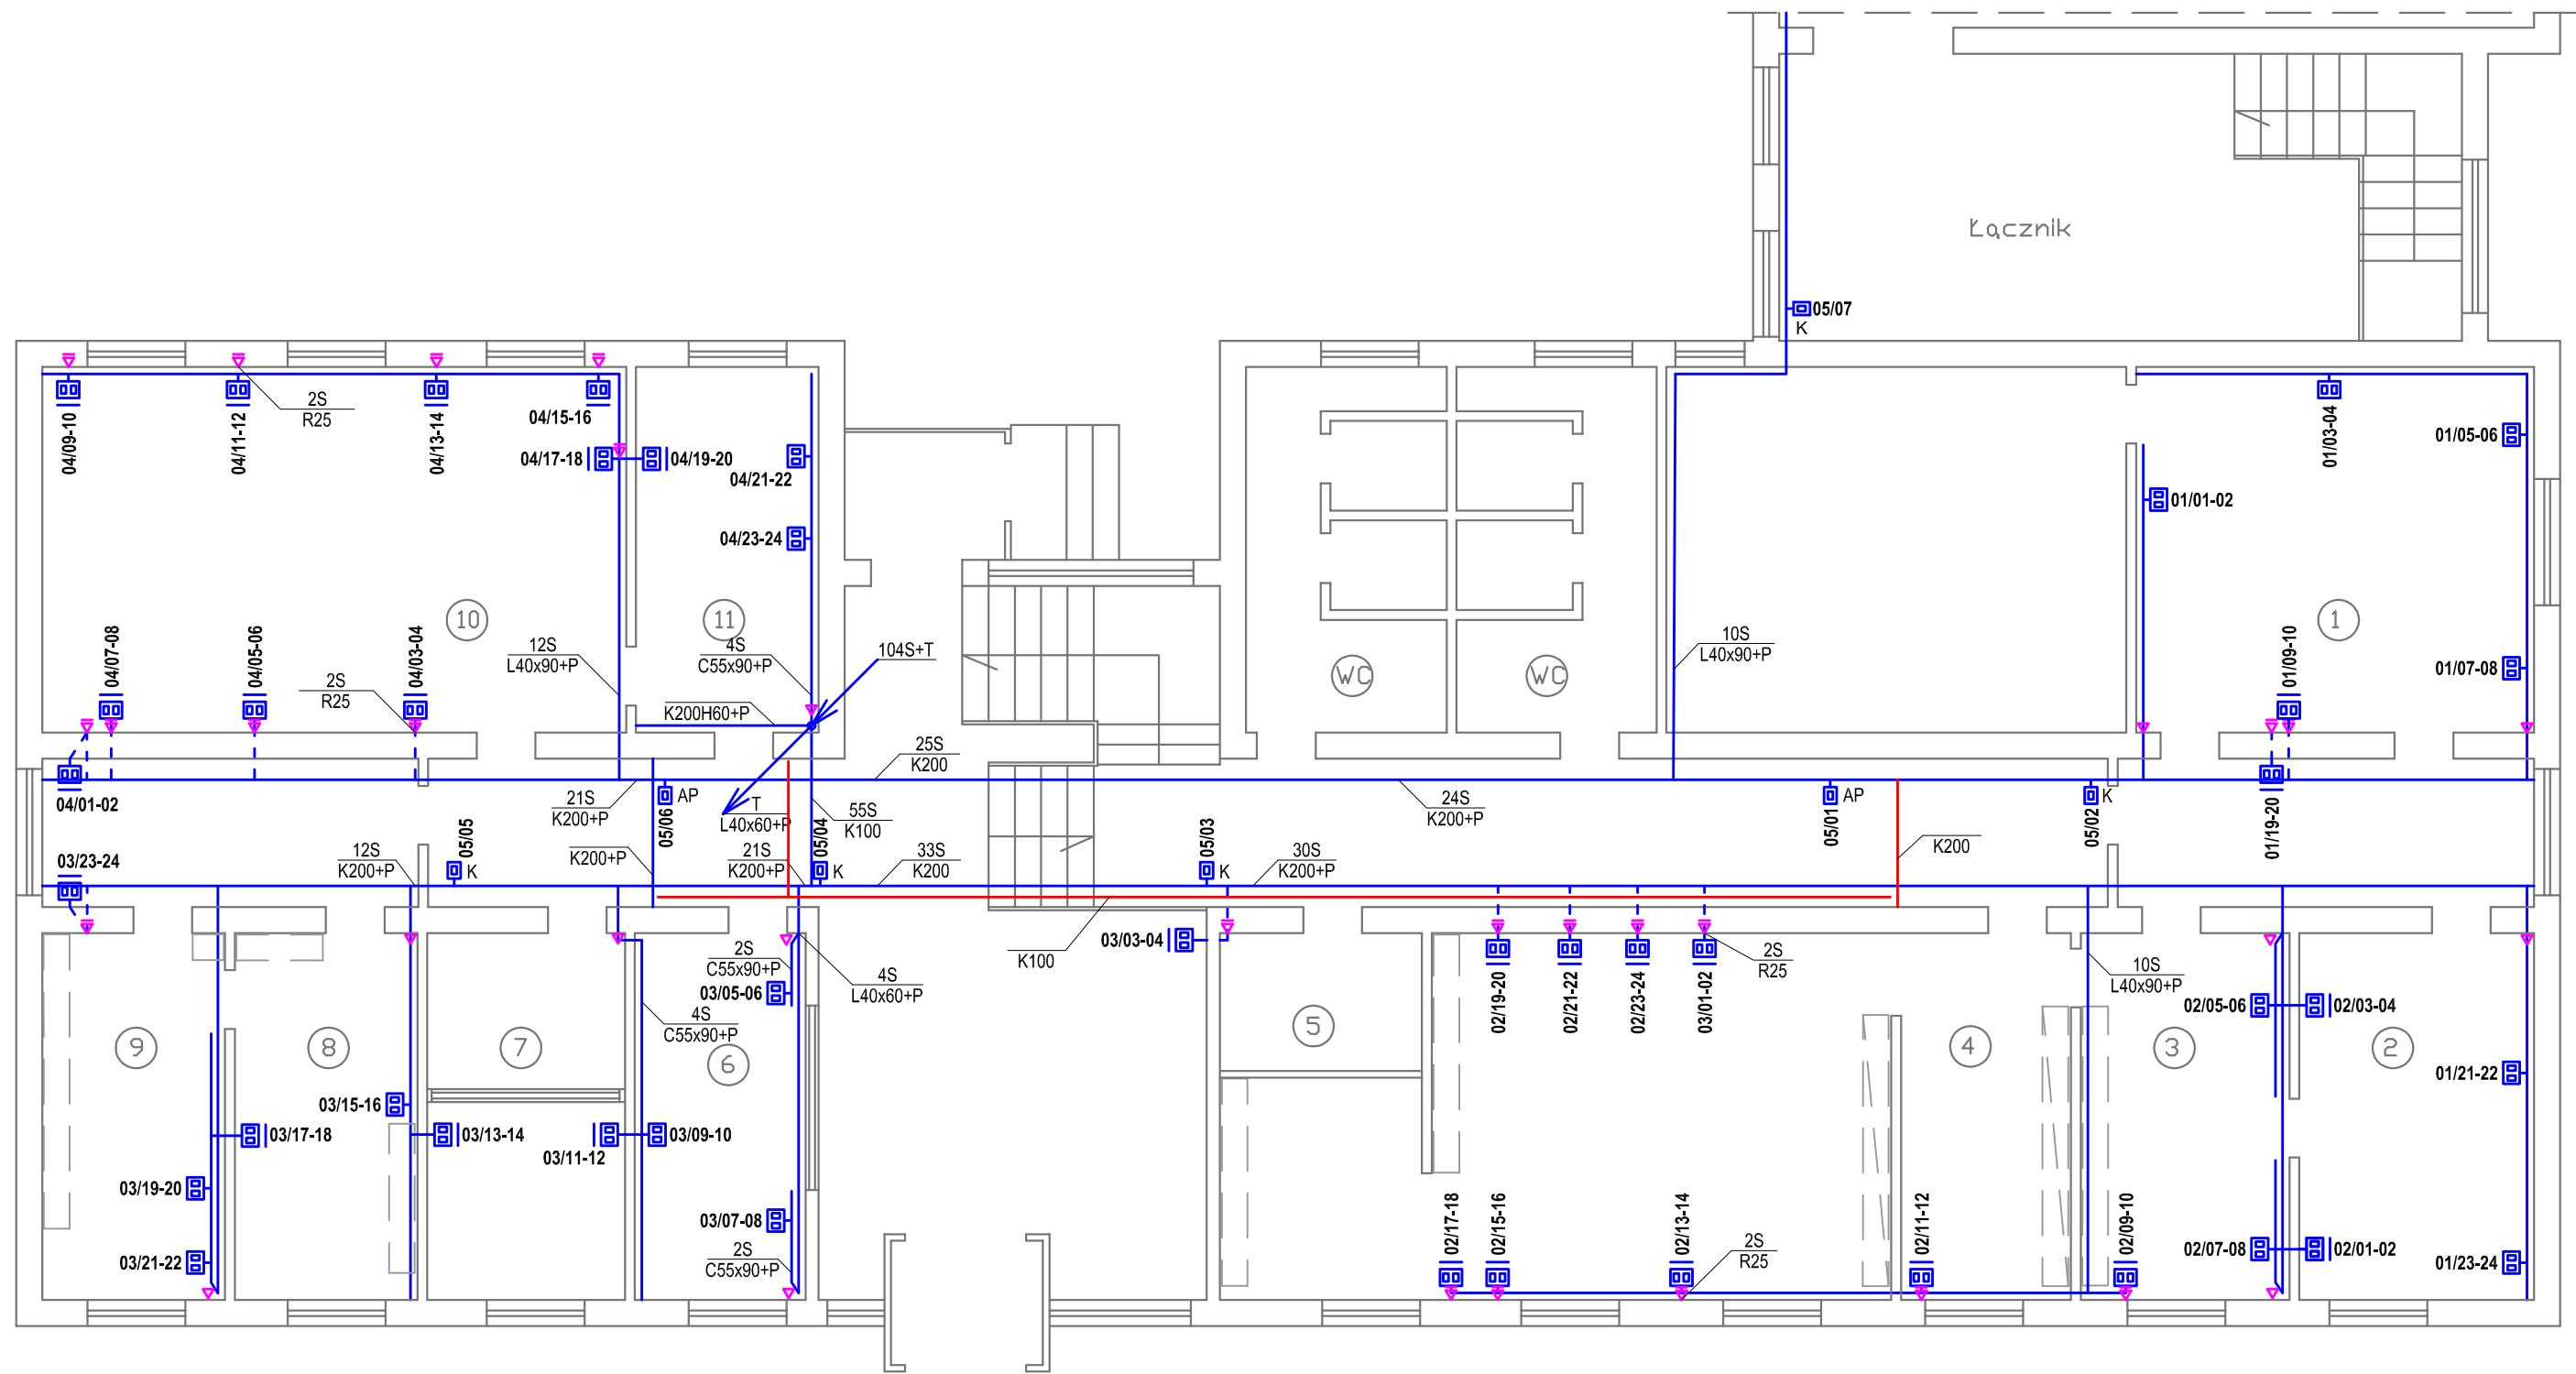 Łącznik
05/07
K
2S
R25
04/09-10
04/11-12
04/13-14
04/15-16
04/17-18
04/19-20
04/21-22
04/23-24
01/03-04
01/05-06
01/01-02
10
11
1
04/07-08
04/05-06
04/03-04
2S
R25
12S
L40x90+P
4S
C55x90+P
104S+T
K200H60+P
WC
WC
10S
L40x90+P
01/09-10
01/07-08
25S
K200
04/01-02
21S
K200+P
05/06
AP
T
L40x60+P
55S
K100
24S
K200+P
05/01
AP
05/02
K
01/19-20
03/23-24
12S
K200+P
05/05
K
K200+P
21S
K200+P
05/04
K
33S
K200
05/03
K
30S
K200+P
K200
03/03-04
K100
2S
C55x90+P
4S
L40x60+P
03/05-06
4S
C55x90+P
02/19-20
02/21-22
02/23-24
03/01-02
2S
R25
10S
L40x90+P
02/05-06
02/03-04
9
8
7
6
5
4
3
2
01/21-22
03/15-16
03/17-18
03/13-14
03/11-12
03/09-10
03/19-20
03/07-08
03/21-22
2S
C55x90+P
02/17-18
02/15-16
02/13-14
2S
R25
02/11-12
02/09-10
02/07-08
02/01-02
01/23-24